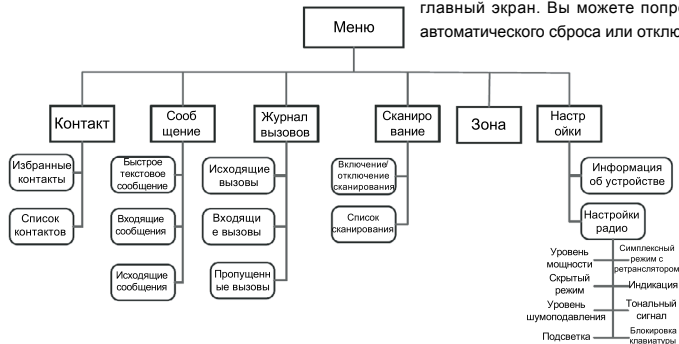 главный экран. Вы можете попр
автоматического сброса или отклю
Меню
Контакт
Сооб
щение
Журнал
вызовов
Сканиро
вание
Зона
Настр
ойки
Избранные
контакты
Список
контактов
Быстрое
текстовое
сообщение
Входящие
сообщения
Исходящие
сообщения
Исходящие
вызовы
Входящи
е вызовы
Пропущенн
ые вызовы
Включение/
отключение
сканирования
Список
сканирования
Информация
об устройстве
Настройки
радио
Уровень
мощности
Симплексный
режим с
ретранслятором
Скрытый
режим
Индикация
Уровень
шумоподавления
Тональный
сигнал
Подсветка
Блокировка
клавиатуры